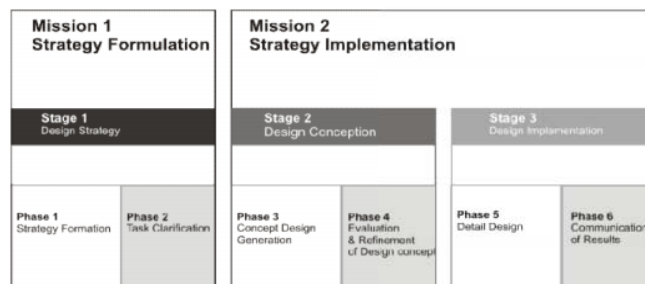 Mission 1
Strategy Formulation
Mission 2
Strategy Implementation
Stage 1
Design Strategy
Stage 2
Design Conception
Stage 3
Design Implementation
Phase 1
Strategy Formation
Phase 2
Task Clarification
Phase 3
Concept Design
Generation
Phase 4
Evaluation
& Refinement
of Design concept
Phase 5
Detail Design
Phase 6
Communication
of Results